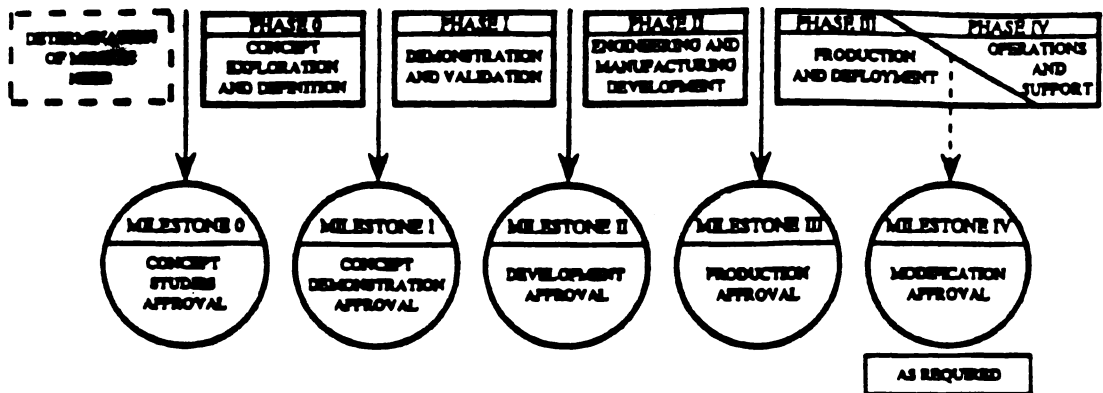 DETERMINATION
OF MISSION
NEED
PHASE 0
CONCEPT
EXPLORATION
AND DEFINITION
PHASE I
DEMONSTRATION
AND VALIDATION
PHASE II
ENGINEERING AND
MANUFACTURING
DEVELOPMENT
PHASE III
PRODUCTION
AND DEPLOYMENT
PHASE IV
OPERATIONS
AND
SUPPORT
MILESTONE 0
CONCEPT
STUDIES
APPROVAL
MILESTONE I
CONCEPT
DEMONSTRATION
APPROVAL
MILESTONE II
DEVELOPMENT
APPROVAL
MILESTONE III
PRODUCTION
APPROVAL
MILESTONE IV
MODIFICATION
APPROVAL
AS REQUIRED